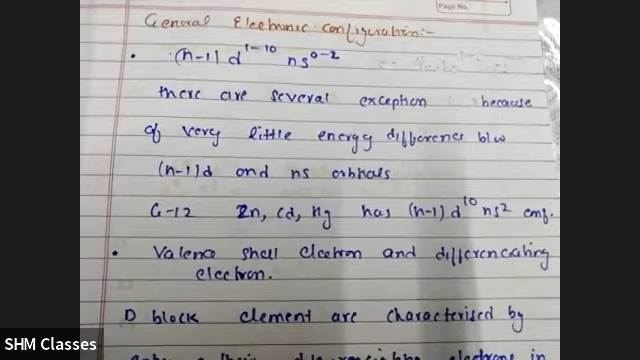 Page No.
General Electronic configuration:-
• (n-1) d¹⁻¹⁰ ns⁰⁻²
there are several exception because
of very little energy difference b/w
(n-1)d and ns orbitals
G-12 Zn, Cd, Hg has (n-1) d¹⁰ ns² conf.
• Valence shell electron and differenciating
electron.
D block element are characterised by
electrons in
SHM Classes